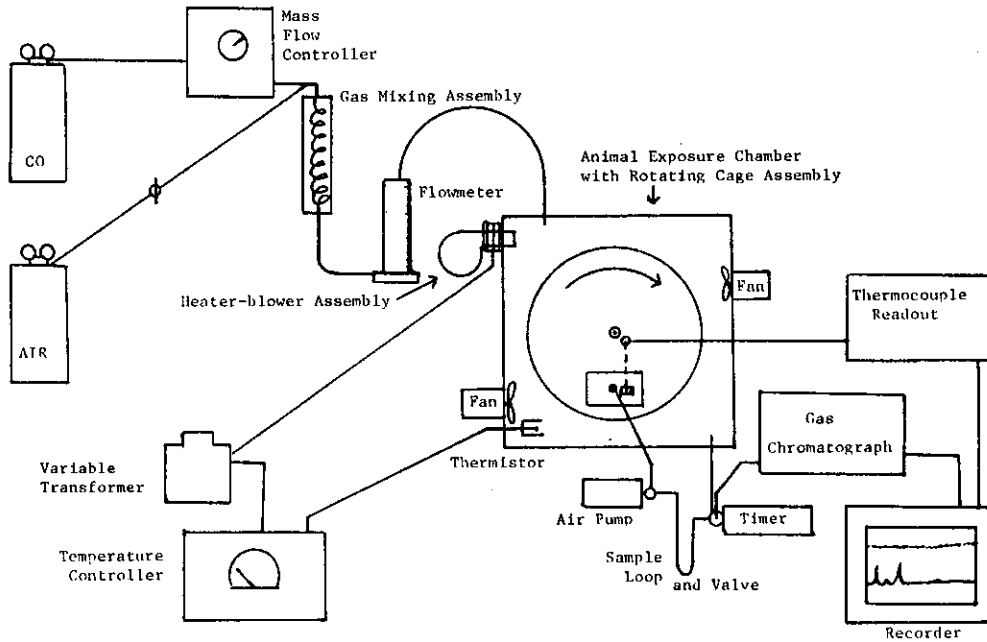 Mass
Flow
Controller
CO
Gas Mixing Assembly
Animal Exposure Chamber
with Rotating Cage Assembly
Flowmeter
Heater-blower Assembly
Fan
Thermocouple
Readout
AIR
Fan
Gas
Chromatograph
Thermistor
Variable
Transformer
Air Pump
Timer
Temperature
Controller
Sample
Loop
and Valve
Recorder